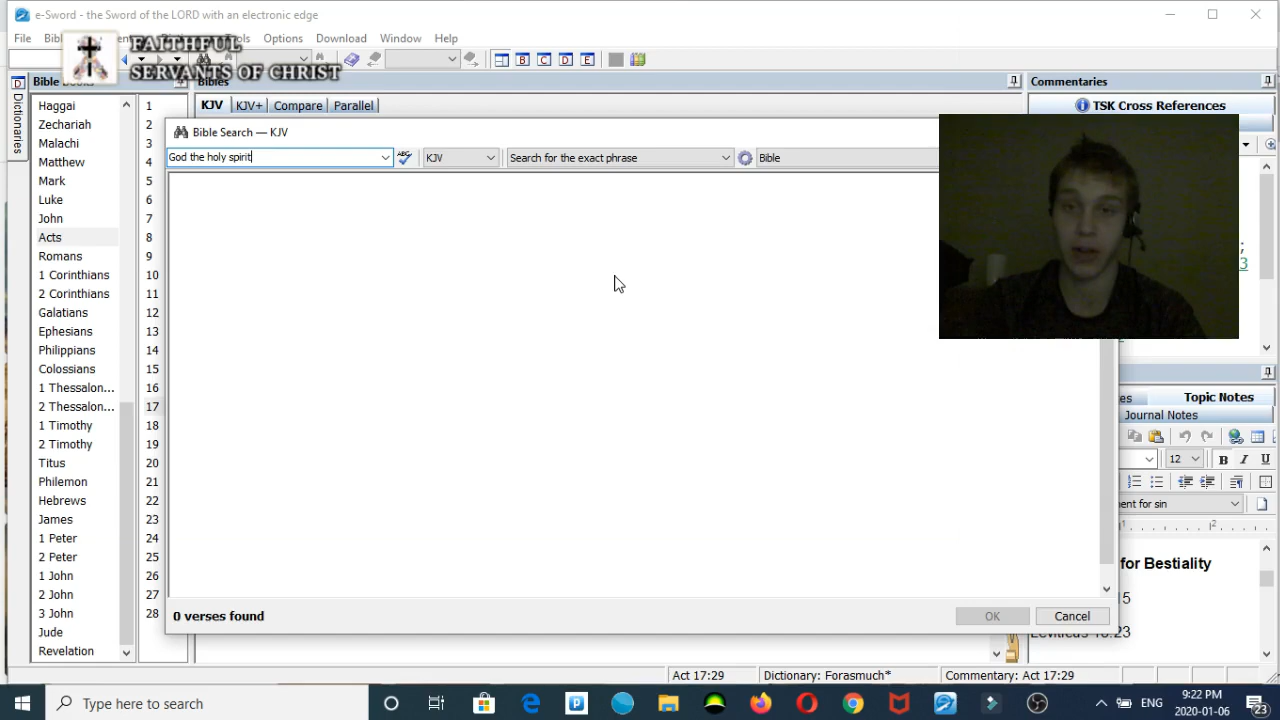 e-Sword - the Sword of the LORD with an electronic edge
File Bib Options Download Window Help
FAITHFUL
SERVANTS OF CHRIST
Dictionaries
Bible Books
Bibles
Commentaries
KJV KJV+ Compare Parallel
TSK Cross References
Bible Search — KJV
God the holy spirit KJV Search for the exact phrase Bible
Haggai 1
Zechariah 2
Malachi 3
Matthew 4
Mark 5
Luke 6
John 7
Acts 8
Romans 9
1 Corinthians 10
2 Corinthians 11
Galatians 12
Ephesians 13
Philippians 14
Colossians 15
1 Thessalon... 16
2 Thessalon... 17
1 Timothy 18
2 Timothy 19
Titus 20
Philemon 21
Hebrews 22
James 23
1 Peter 24
2 Peter 25
1 John 26
2 John 27
3 John 28
Jude
Revelation
;
3
Topic Notes
Journal Notes
12 B I U
ment for sin
for Bestiality
15
0 verses found OK Cancel
Act 17:29 Dictionary: Forasmuch* Commentary: Act 17:29
Type here to search
ENG
9:22 PM
2020-01-06
23